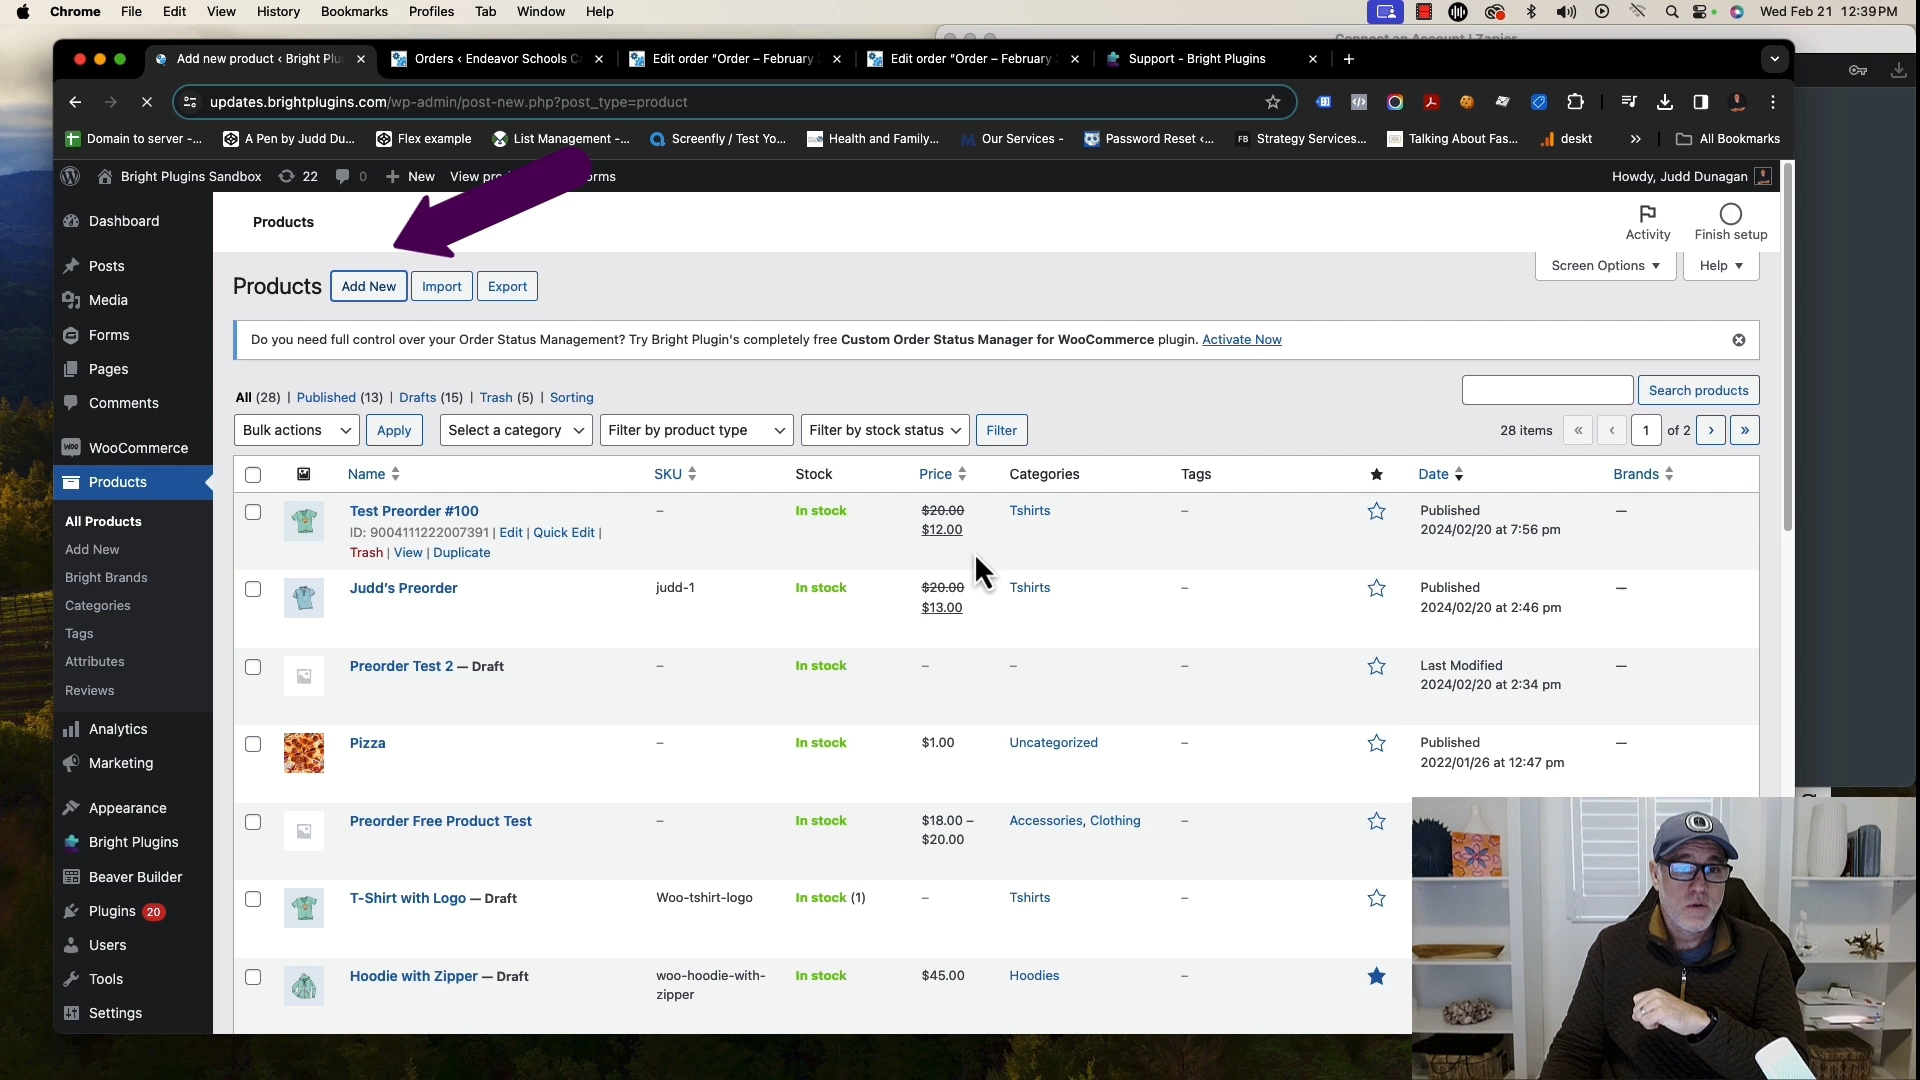 Chrome File Edit View History Bookmarks Profiles Tab Window Help
Wed Feb 21 12:39 PM
Add new product ‹ Bright Plu
Orders ‹ Endeavor Schools C
Edit order "Order – February
Edit order "Order – February
Support - Bright Plugins
updates.brightplugins.com/wp-admin/post-new.php?post_type=product
Domain to server -...
A Pen by Judd Du...
Flex example
List Management -...
Screenfly / Test Yo...
Health and Family...
Our Services -
Password Reset ‹...
FB Strategy Services...
Talking About Fas...
deskt
»
All Bookmarks
Bright Plugins Sandbox 22 0 New View pro
Howdy, Judd Dunagan
Dashboard
Posts
Media
Forms
Pages
Comments
WooCommerce
Products
All Products
Add New
Bright Brands
Categories
Tags
Attributes
Reviews
Analytics
Marketing
Appearance
Bright Plugins
Beaver Builder
Plugins 20
Users
Tools
Settings
Products
Activity
Finish setup
Screen Options
Help
Products Add New Import Export
Do you need full control over your Order Status Management? Try Bright Plugin's completely free Custom Order Status Manager for WooCommerce plugin. Activate Now
All (28) | Published (13) | Drafts (15) | Trash (5) | Sorting
Search products
Bulk actions Apply Select a category Filter by product type Filter by stock status Filter
28 items « ‹ 1 of 2 › »
Name SKU Stock Price Categories Tags Date Brands
Test Preorder #100 – In stock $20.00 Tshirts – Published —
ID: 9004111222007391 | Edit | Quick Edit | $12.00 2024/02/20 at 7:56 pm
Trash | View | Duplicate
Judd's Preorder judd-1 In stock $20.00 Tshirts – Published —
$13.00 2024/02/20 at 2:46 pm
Preorder Test 2 — Draft – In stock – – – Last Modified —
2024/02/20 at 2:34 pm
Pizza – In stock $1.00 Uncategorized – Published —
2022/01/26 at 12:47 pm
Preorder Free Product Test – In stock $18.00 – Accessories, Clothing –
$20.00
T-Shirt with Logo — Draft Woo-tshirt-logo In stock (1) – Tshirts –
Hoodie with Zipper — Draft woo-hoodie-with- In stock $45.00 Hoodies –
zipper